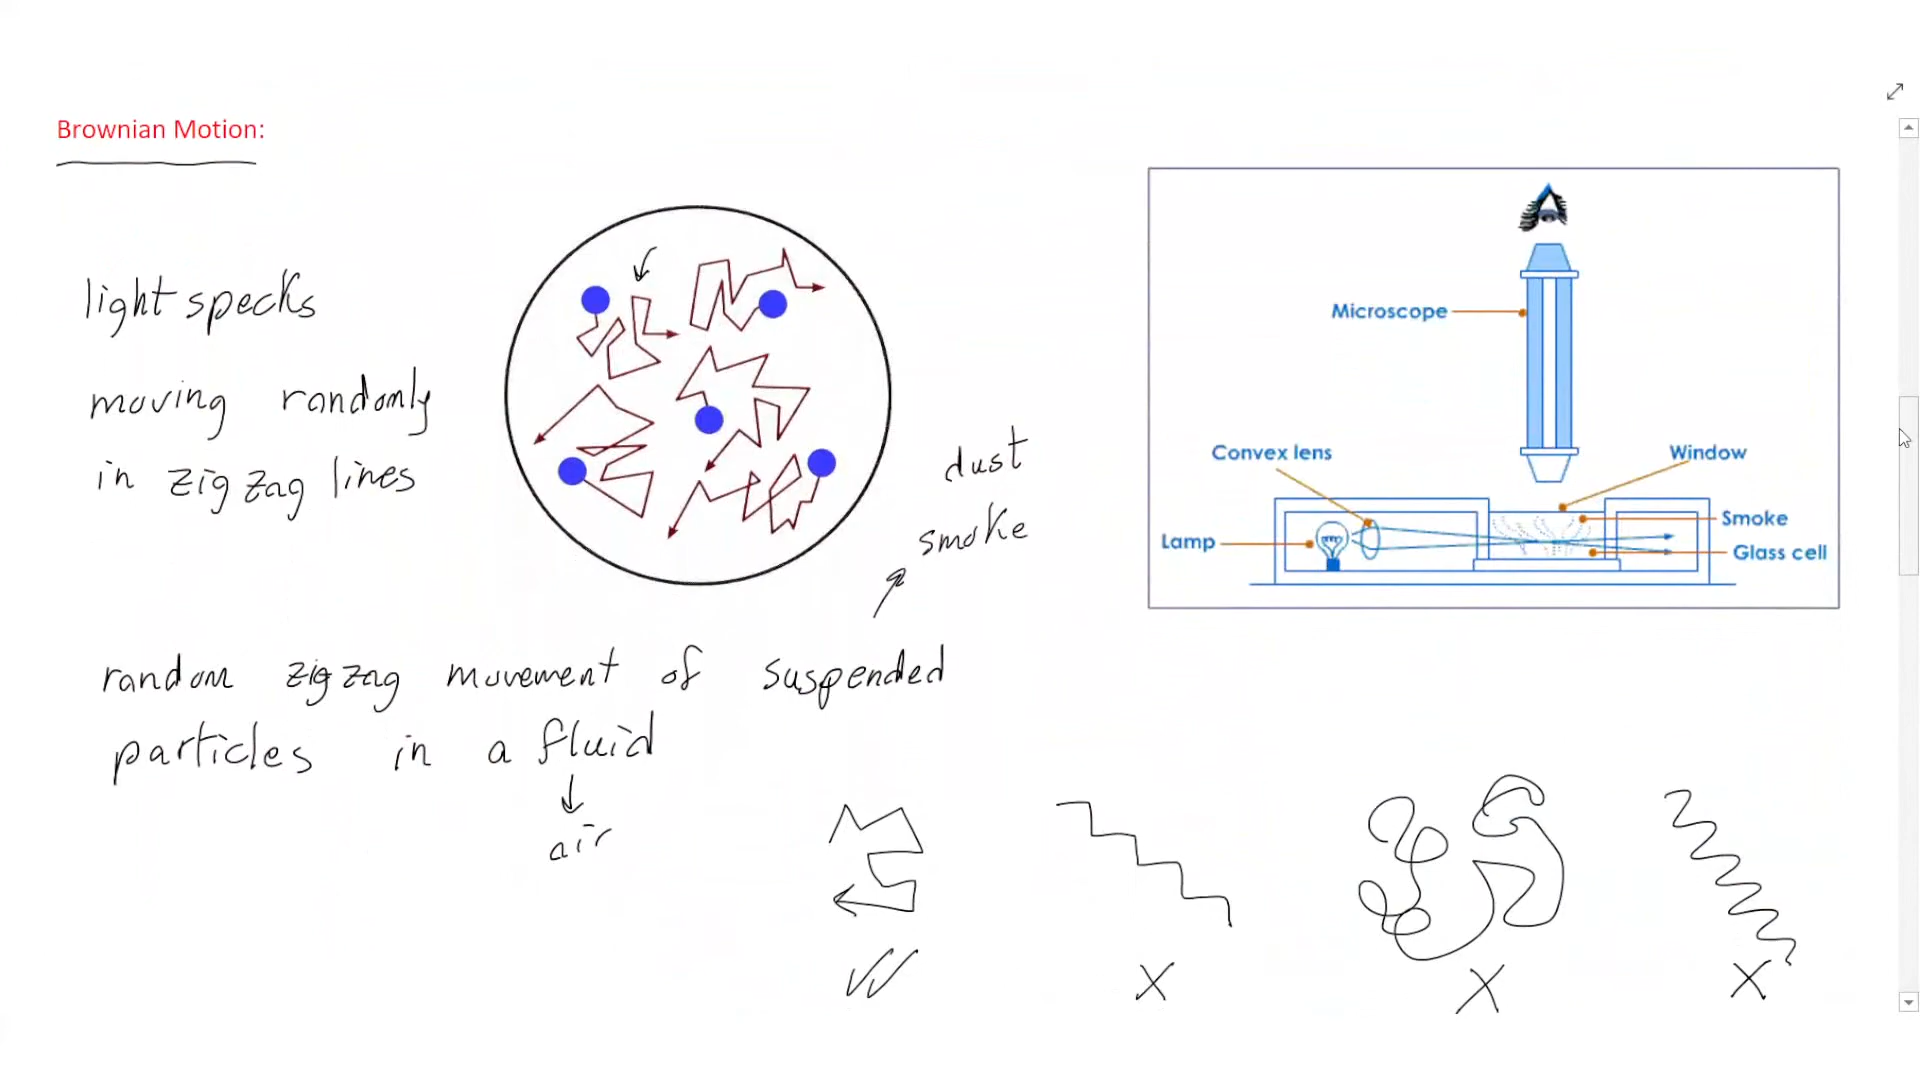 Brownian Motion:
light specks
moving randomly
in zig zag lines
dust
smoke
random zig zag movement of suspended
particles in a fluid
air
Microscope
Convex lens
Window
Lamp
Smoke
Glass cell
X
X
X